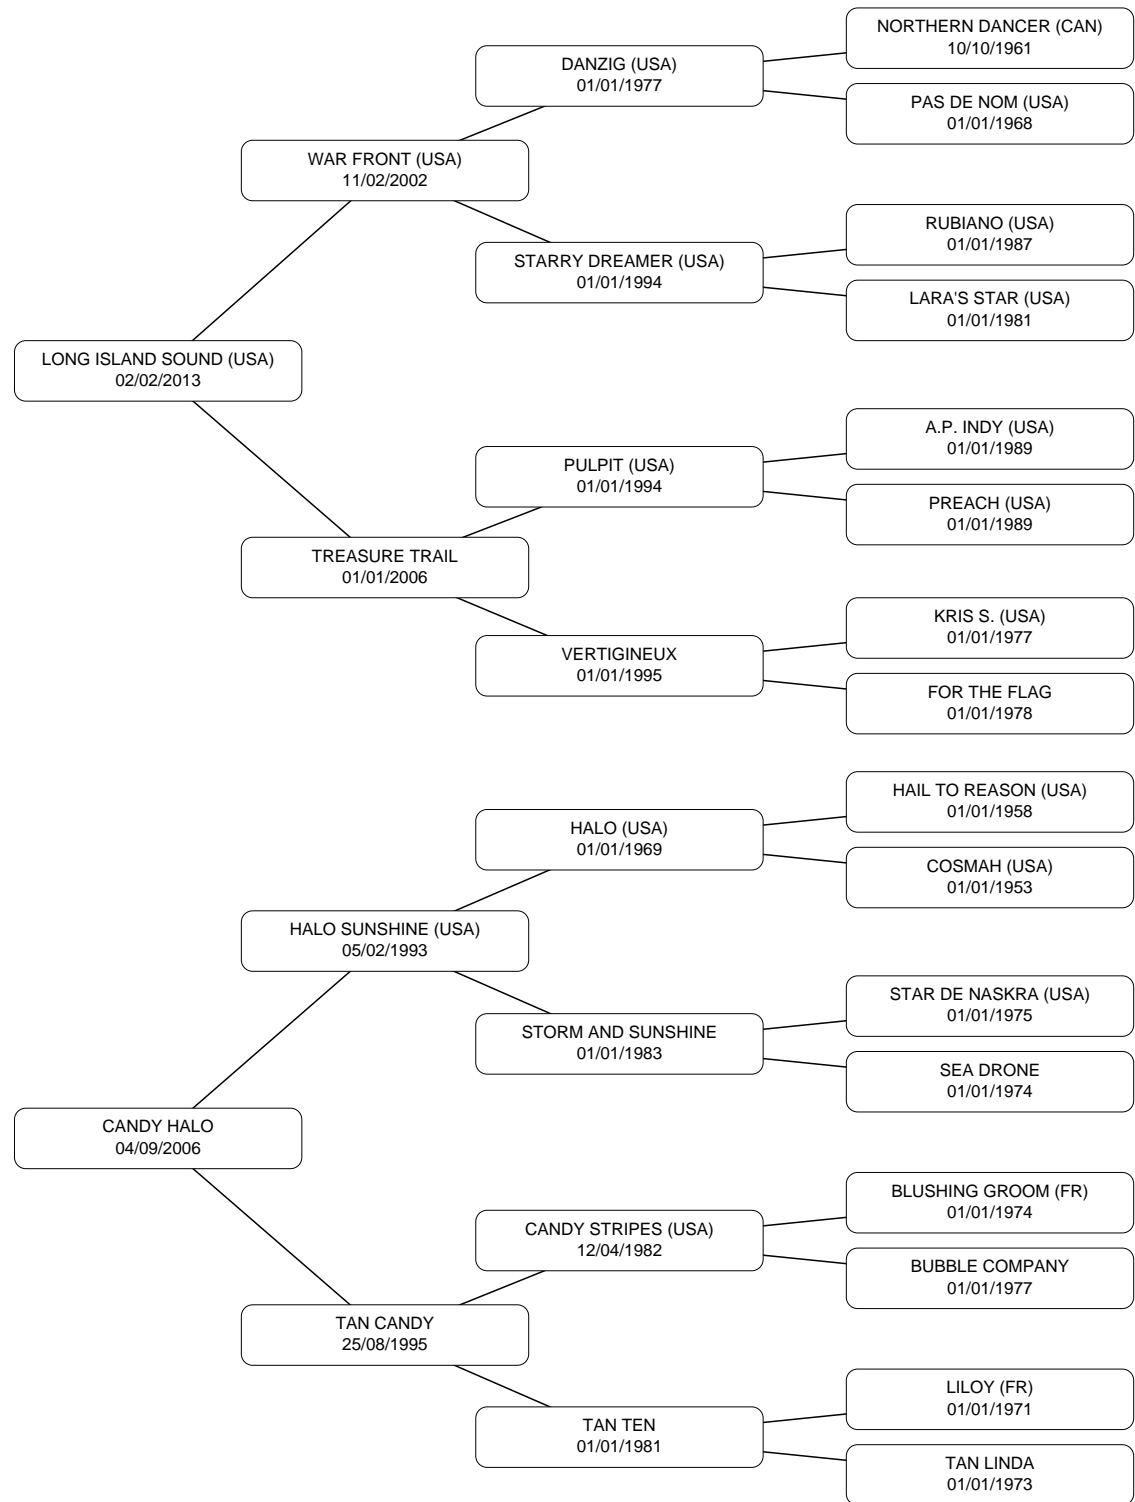 NORTHERN DANCER (CAN)
10/10/1961
DANZIG (USA)
01/01/1977
PAS DE NOM (USA)
01/01/1968
WAR FRONT (USA)
11/02/2002
RUBIANO (USA)
01/01/1987
STARRY DREAMER (USA)
01/01/1994
LARA'S STAR (USA)
01/01/1981
LONG ISLAND SOUND (USA)
02/02/2013
A.P. INDY (USA)
01/01/1989
PULPIT (USA)
01/01/1994
PREACH (USA)
01/01/1989
TREASURE TRAIL
01/01/2006
KRIS S. (USA)
01/01/1977
VERTIGINEUX
01/01/1995
FOR THE FLAG
01/01/1978
HAIL TO REASON (USA)
01/01/1958
HALO (USA)
01/01/1969
COSMAH (USA)
01/01/1953
HALO SUNSHINE (USA)
05/02/1993
STAR DE NASKRA (USA)
01/01/1975
STORM AND SUNSHINE
01/01/1983
SEA DRONE
01/01/1974
CANDY HALO
04/09/2006
BLUSHING GROOM (FR)
01/01/1974
CANDY STRIPES (USA)
12/04/1982
BUBBLE COMPANY
01/01/1977
TAN CANDY
25/08/1995
LILOY (FR)
01/01/1971
TAN TEN
01/01/1981
TAN LINDA
01/01/1973